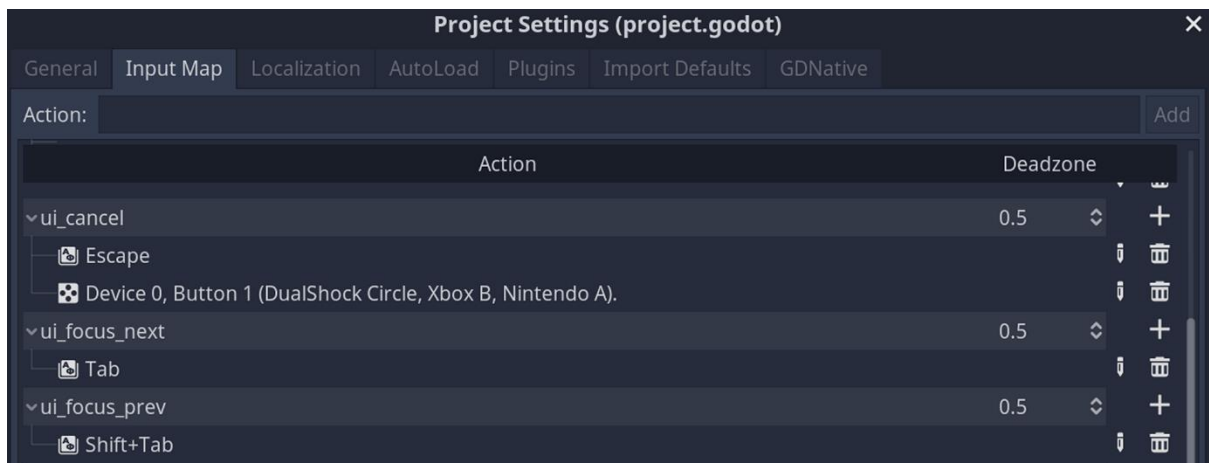 Project Settings (project.godot)
General Input Map Localization AutoLoad Plugins Import Defaults GDNative
Action: Add
Action Deadzone
ui_cancel 0.5
Escape
Device 0, Button 1 (DualShock Circle, Xbox B, Nintendo A).
ui_focus_next 0.5
Tab
ui_focus_prev 0.5
Shift+Tab